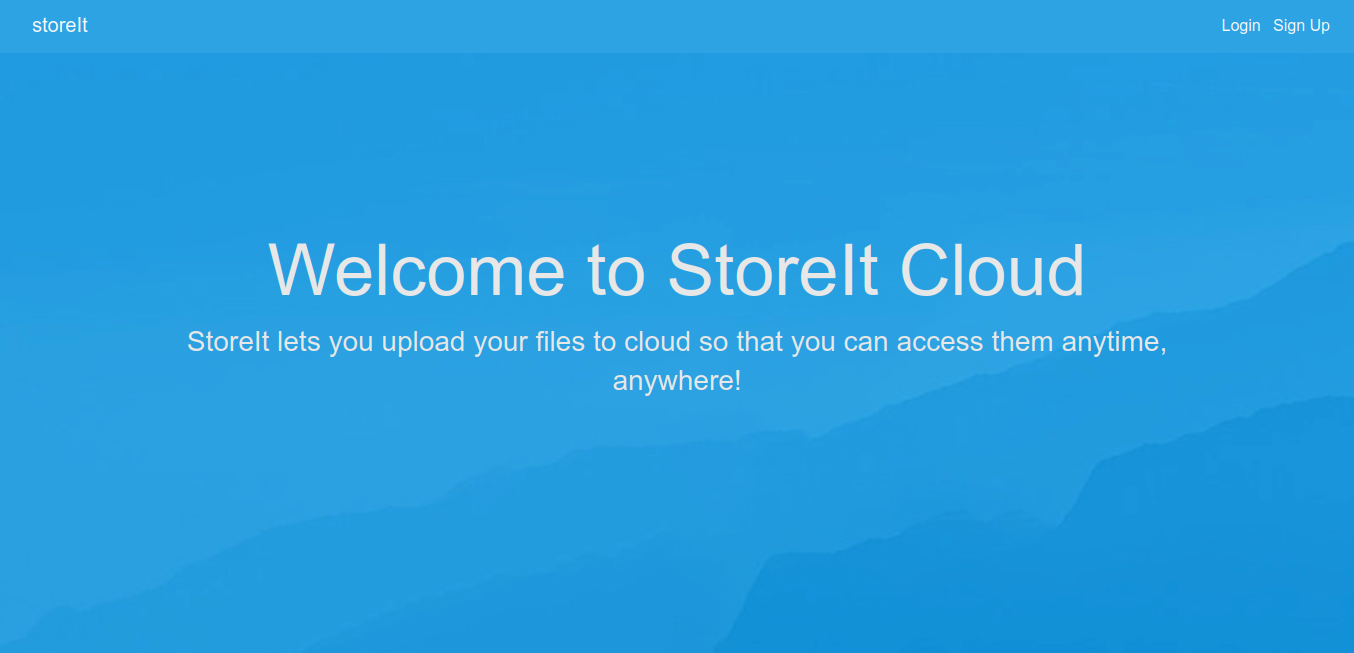 storeIt
Login Sign Up
Welcome to StoreIt Cloud
StoreIt lets you upload your files to cloud so that you can access them anytime,
anywhere!